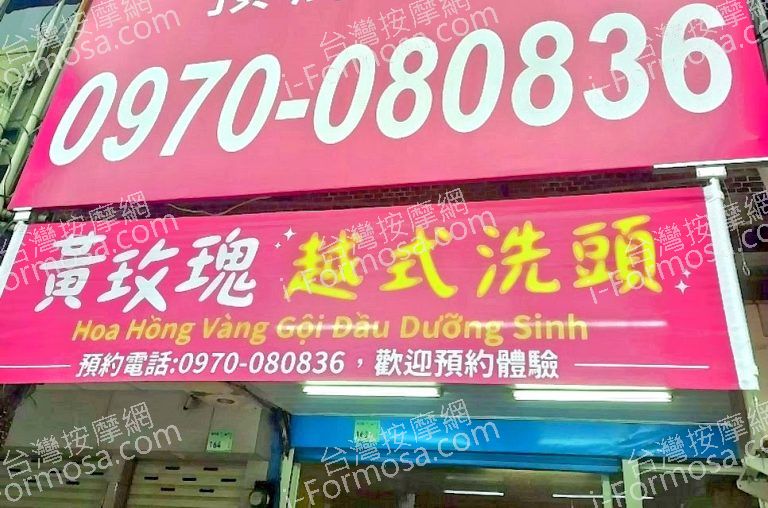 0970-080836
黃玫瑰 越式洗頭
Hoa Hồng Vàng Gội Đầu Dưỡng Sinh
預約電話:0970-080836，歡迎預約體驗
164
台灣按摩網
i-Formosa.com